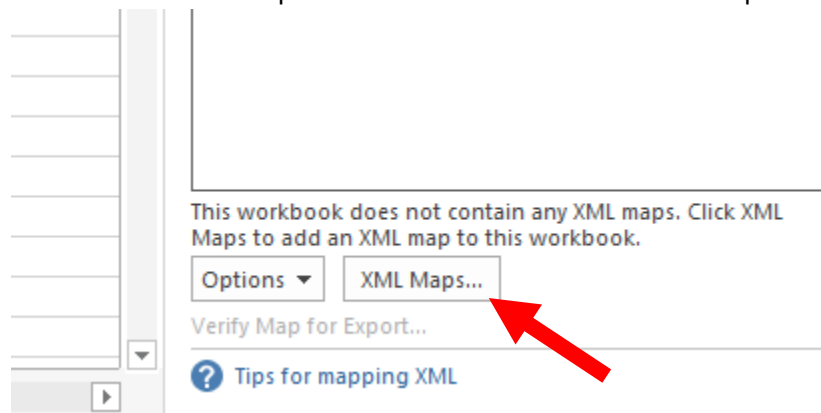 This workbook does not contain any XML maps. Click XML
Maps to add an XML map to this workbook.
Options XML Maps...
Verify Map for Export...
Tips for mapping XML